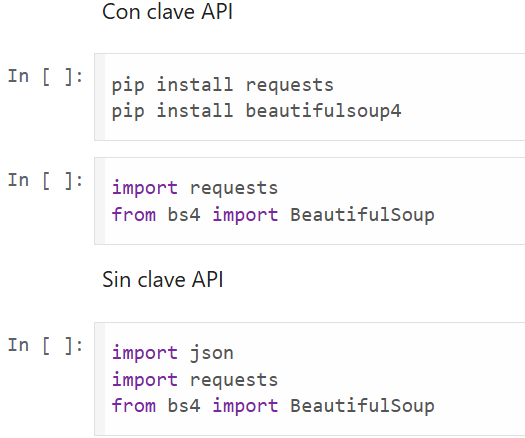 Con clave API
In [ ]:
pip install requests
pip install beautifulsoup4
In [ ]:
import requests
from bs4 import BeautifulSoup
Sin clave API
In [ ]:
import json
import requests
from bs4 import BeautifulSoup